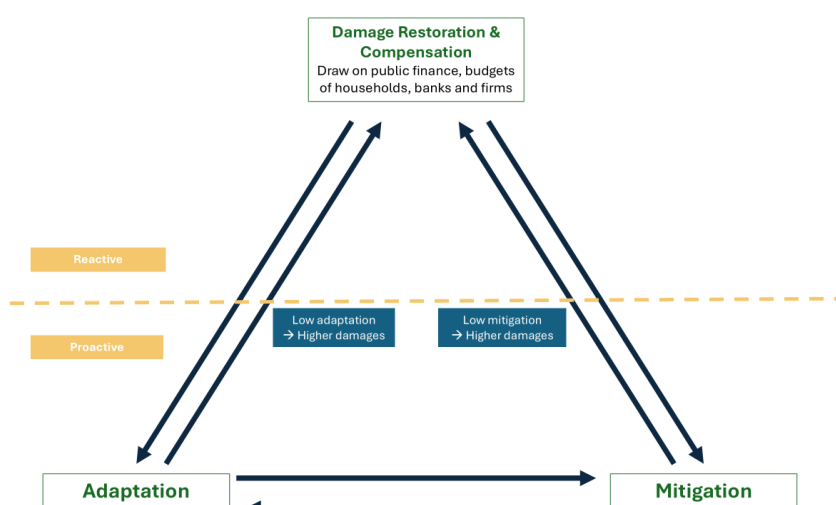 Damage Restoration &
Compensation
Draw on public finance, budgets
of households, banks and firms
Reactive
Low adaptation
→ Higher damages
Low mitigation
→ Higher damages
Proactive
Adaptation
Mitigation